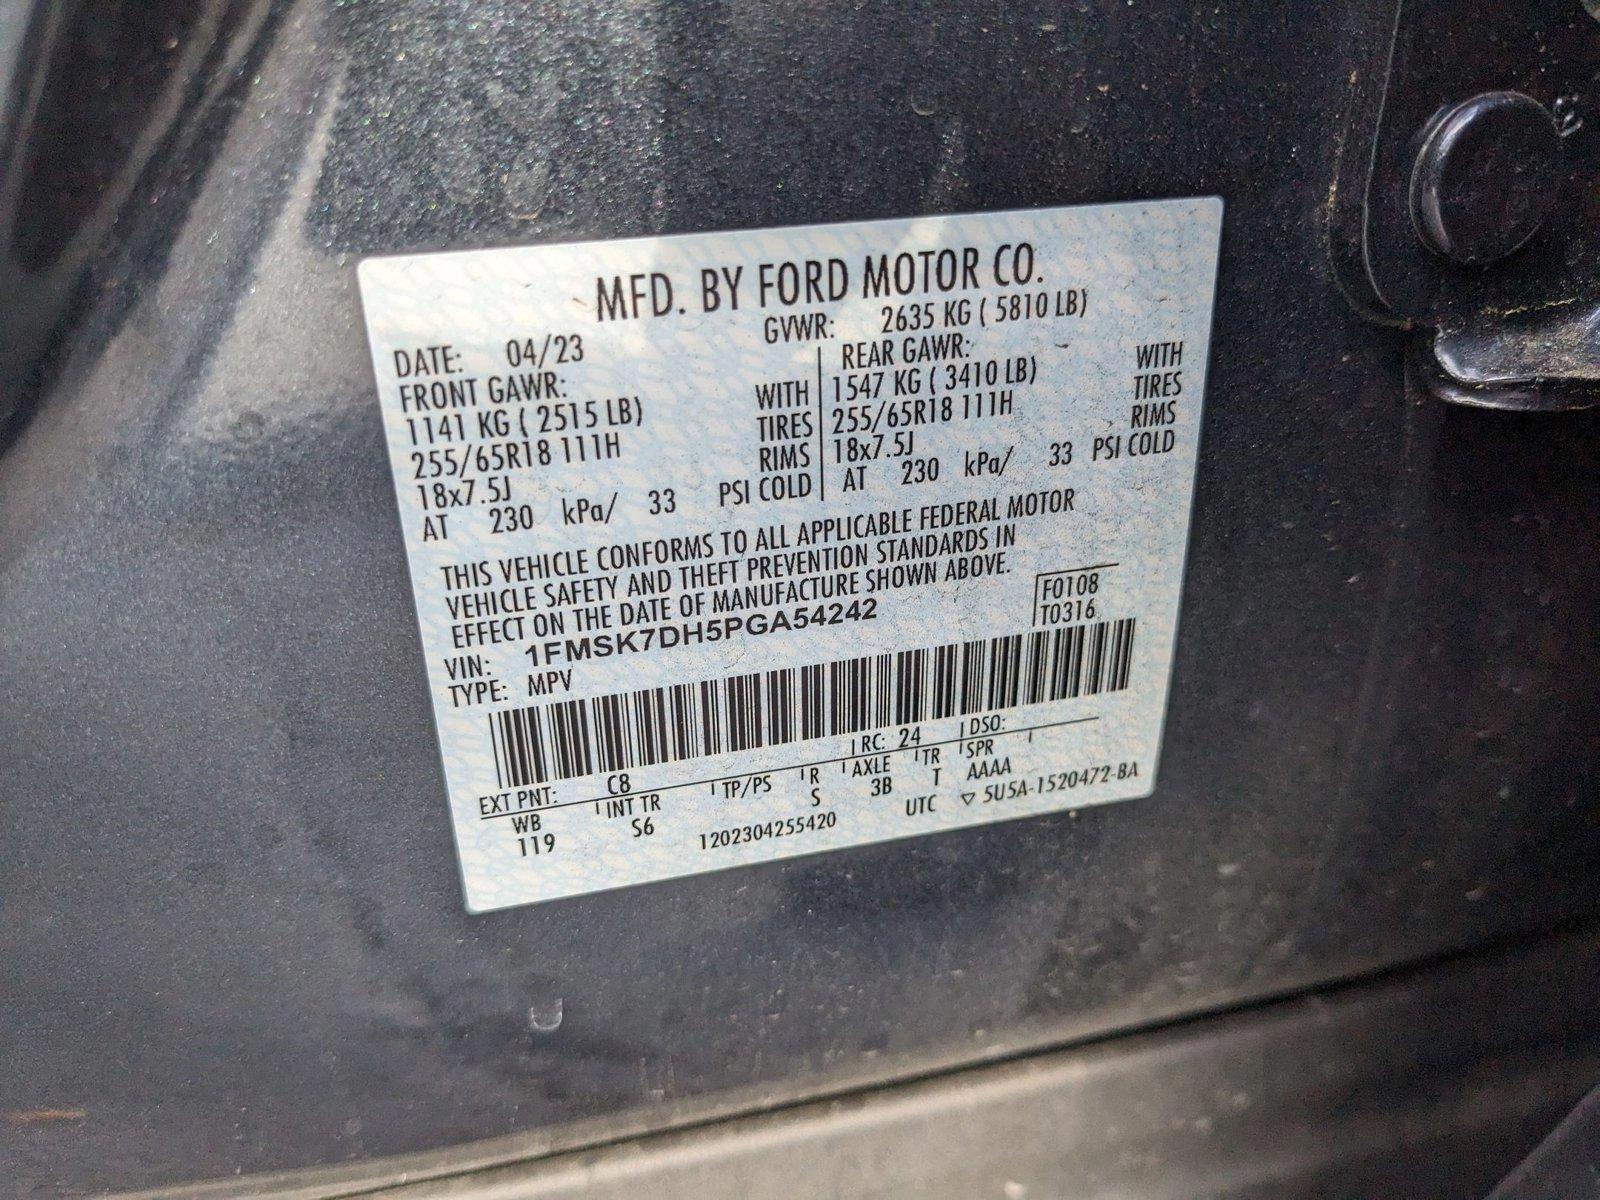 MFD. BY FORD MOTOR CO.
DATE: 04/23 GVWR: 2635 KG ( 5810 LB)
FRONT GAWR: REAR GAWR:
1141 KG ( 2515 LB) WITH 1547 KG ( 3410 LB) WITH
255/65R18 111H TIRES 255/65R18 111H TIRES
18x7.5J RIMS 18x7.5J RIMS
AT 230 kPa/ 33 PSI COLD AT 230 kPa/ 33 PSI COLD
THIS VEHICLE CONFORMS TO ALL APPLICABLE FEDERAL MOTOR
VEHICLE SAFETY AND THEFT PREVENTION STANDARDS IN
EFFECT ON THE DATE OF MANUFACTURE SHOWN ABOVE.
F0108
VIN: 1FMSK7DH5PGA54242 T0316
TYPE: MPV
EXT PNT: C8 RC: 24 DSO:
WB INT TR TP/PS R AXLE TR SPR
119 S6 S 3B T AAAA
1202304255420 UTC ▽ 5U5A-1520472-BA